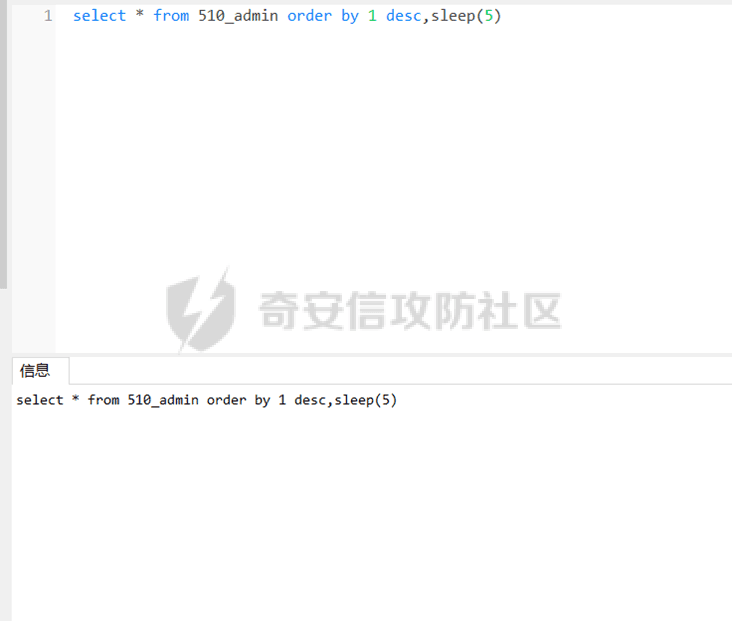 1 select * from 510_admin order by 1 desc,sleep(5)
奇安信攻防社区
信息
select * from 510_admin order by 1 desc,sleep(5)